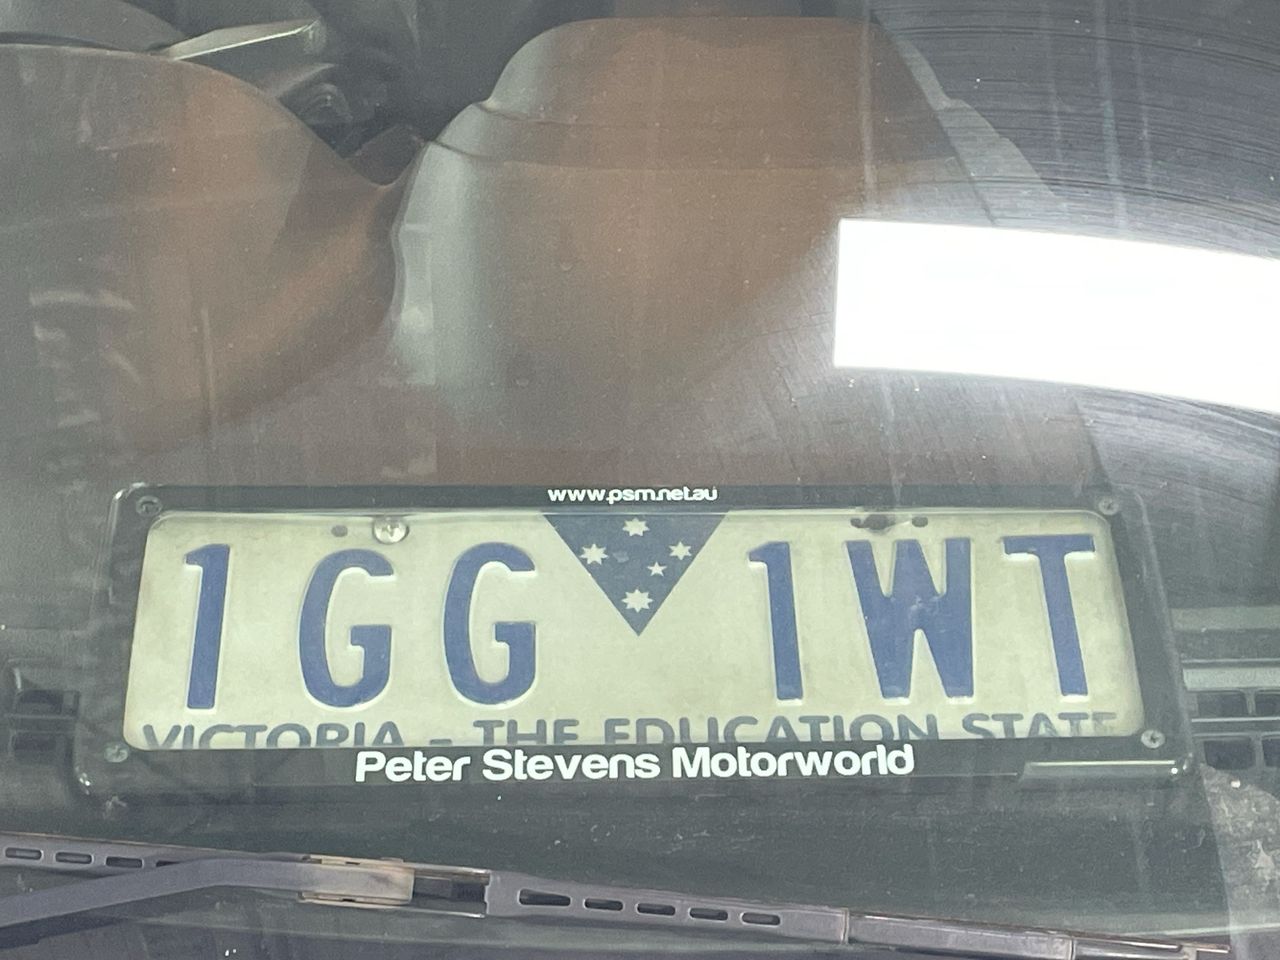 www.psm.net.au
1GG 1WT
VICTORIA - THE EDUCATION STATE
Peter Stevens Motorworld